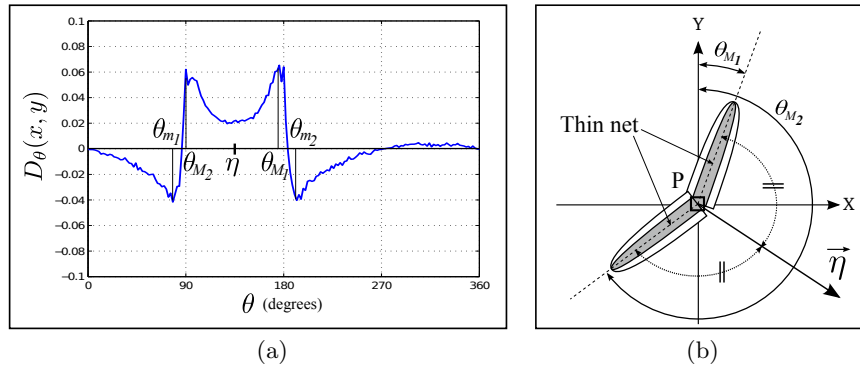 0.1
0.08
0.06
0.04
0.02
0
−0.02
−0.04
−0.06
−0.08
−0.1
D_θ(x, y)
θ_{m1}
θ_{M2}
η
θ_{M1}
θ_{m2}
0 90 180 270 360
θ (degrees)
(a)
Y
θ_{M1}
θ_{M2}
Thin net
P
X
η⃗
(b)